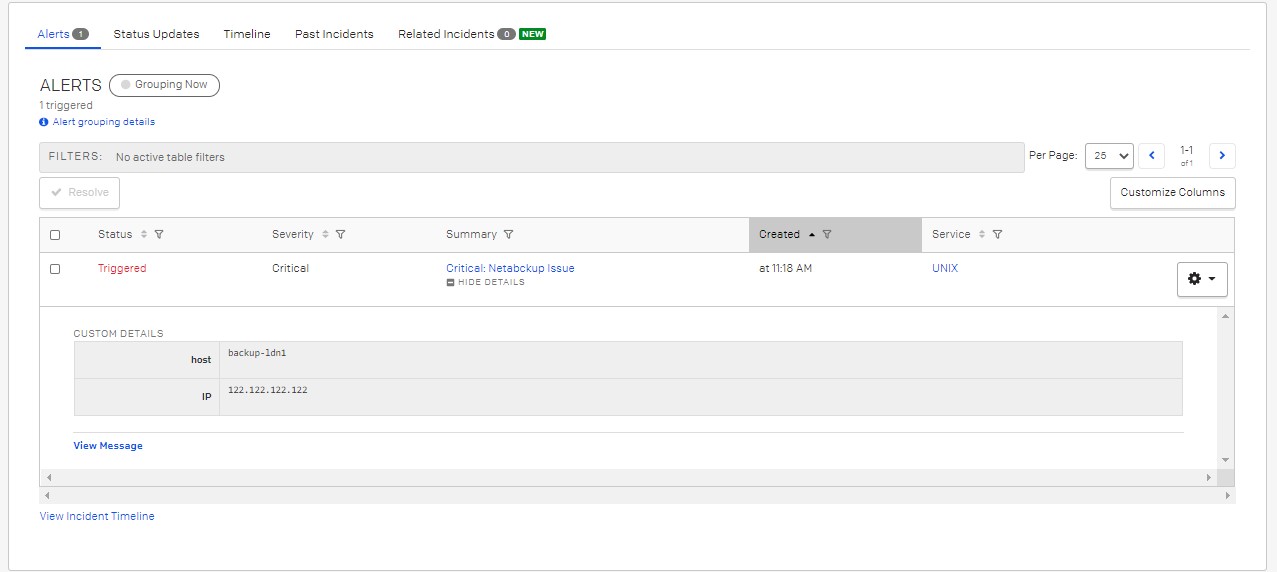 Alerts 1 Status Updates Timeline Past Incidents Related Incidents 0 NEW
ALERTS Grouping Now
1 triggered
Alert grouping details
FILTERS: No active table filters Per Page: 25 1-1
of 1
Resolve Customize Columns
Status Severity Summary Created Service
Triggered Critical Critical: Netabckup Issue at 11:18 AM UNIX
HIDE DETAILS
CUSTOM DETAILS
host backup-ldn1
IP 122.122.122.122
View Message
View Incident Timeline